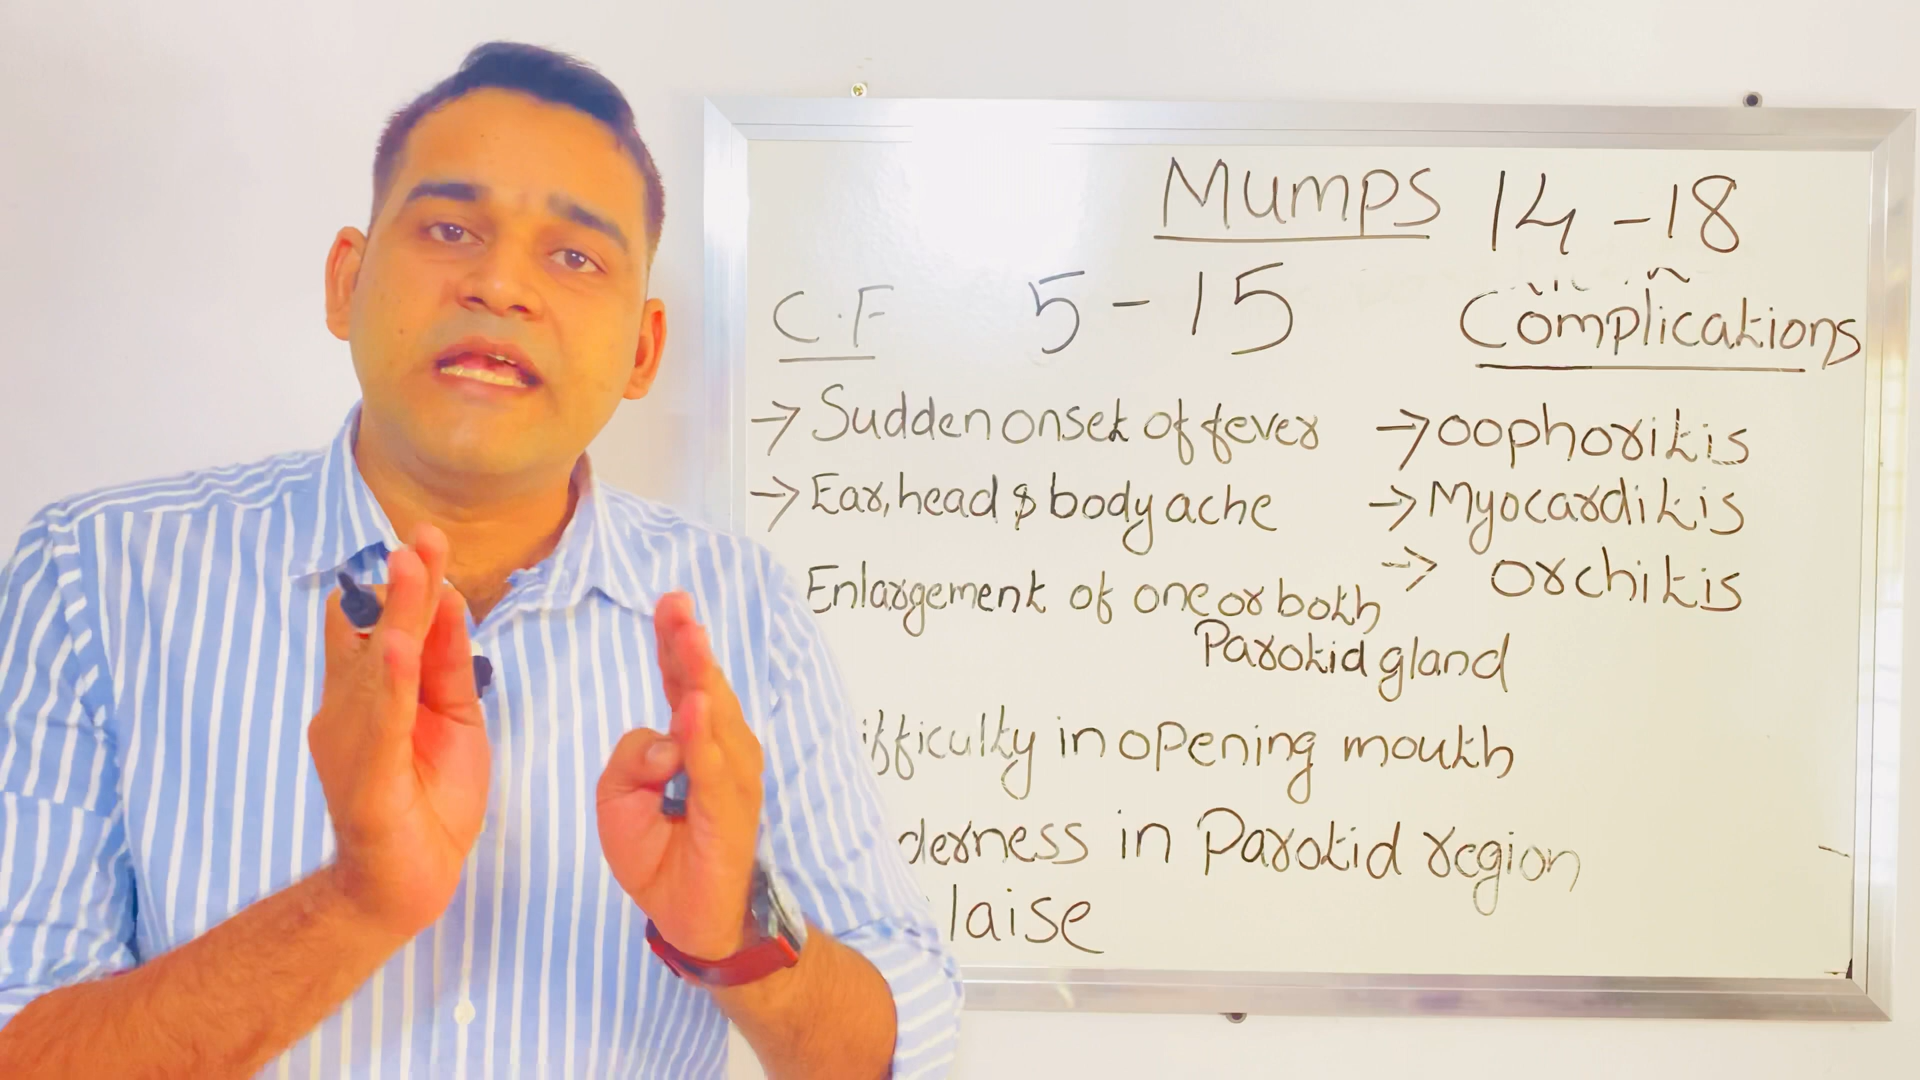 Mumps 14-18
C.F 5-15 Complications
→ Sudden onset of fever
→ oophoritis
→ Ear, head & body ache
→ Myocarditis
Enlargement of one or both
→ orchitis
Parotid gland
ifficulty in opening mouth
derness in Parotid region
laise